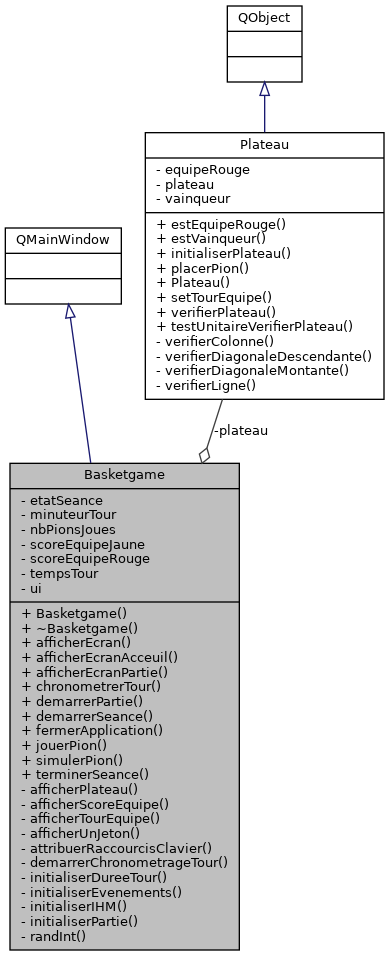 QObject
Plateau
- equipeRouge
- plateau
- vainqueur
+ estEquipeRouge()
+ estVainqueur()
+ initialiserPlateau()
+ placerPion()
+ Plateau()
+ setTourEquipe()
+ verifierPlateau()
+ testUnitaireVerifierPlateau()
- verifierColonne()
- verifierDiagonaleDescendante()
- verifierDiagonaleMontante()
- verifierLigne()
QMainWindow
-plateau
Basketgame
- etatSeance
- minuteurTour
- nbPionsJoues
- scoreEquipeJaune
- scoreEquipeRouge
- tempsTour
- ui
+ Basketgame()
+ ~Basketgame()
+ afficherEcran()
+ afficherEcranAcceuil()
+ afficherEcranPartie()
+ chronometrerTour()
+ demarrerPartie()
+ demarrerSeance()
+ fermerApplication()
+ jouerPion()
+ simulerPion()
+ terminerSeance()
- afficherPlateau()
- afficherScoreEquipe()
- afficherTourEquipe()
- afficherUnJeton()
- attribuerRaccourcisClavier()
- demarrerChronometrageTour()
- initialiserDureeTour()
- initialiserEvenements()
- initialiserIHM()
- initialiserPartie()
- randInt()